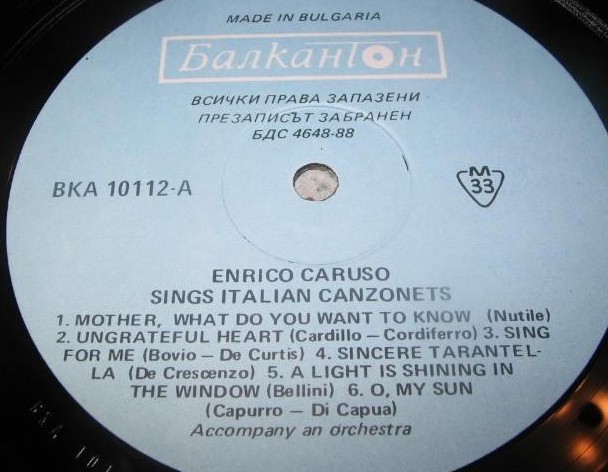 MADE IN BULGARIA
Балкантон
ВСИЧКИ ПРАВА ЗАПАЗЕНИ
ПРЕЗАПИСЪТ ЗАБРАНЕН
БДС 4648-88
ВКА 10112-А
М
33
ENRICO CARUSO
SINGS ITALIAN CANZONETS
1. MOTHER, WHAT DO YOU WANT TO KNOW (Nutile)
2. UNGRATEFUL HEART (Cardillo – Cordiferro) 3. SING
FOR ME (Bovio – De Curtis) 4. SINCERE TARANTEL-
LA (De Crescenzo) 5. A LIGHT IS SHINING IN
THE WINDOW (Bellini) 6. O, MY SUN
(Capurro – Di Capua)
Accompany an orchestra